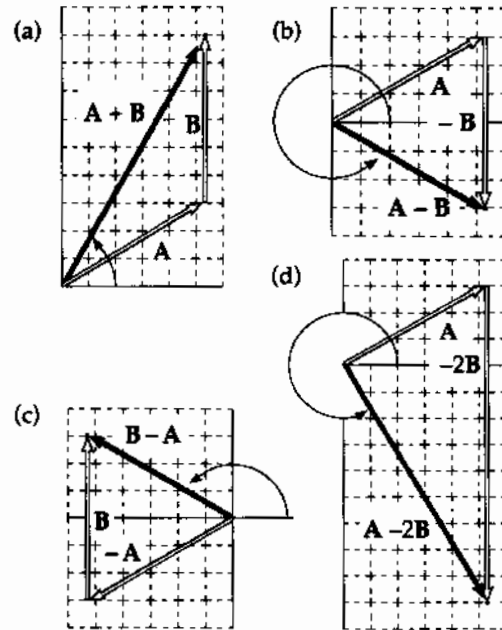 (a)
A + B
B
A
(b)
A
– B
A – B
(c)
B – A
B
– A
(d)
A
–2B
A –2B